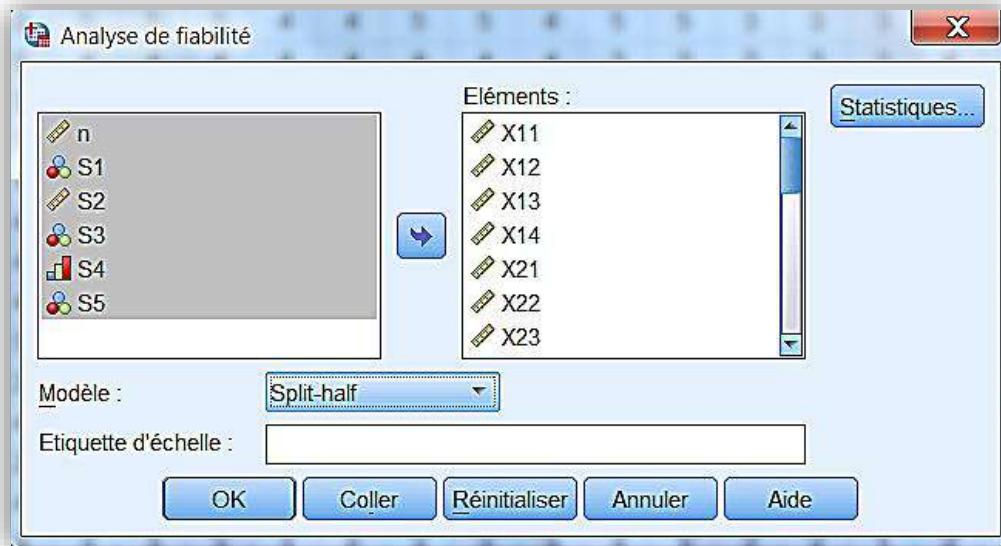 Analyse de fiabilité
X
Eléments :
Statistiques...
n
S1
S2
S3
S4
S5
X11
X12
X13
X14
X21
X22
X23
Modèle :
Split-half
Etiquette d'échelle :
OK
Coller
Réinitialiser
Annuler
Aide